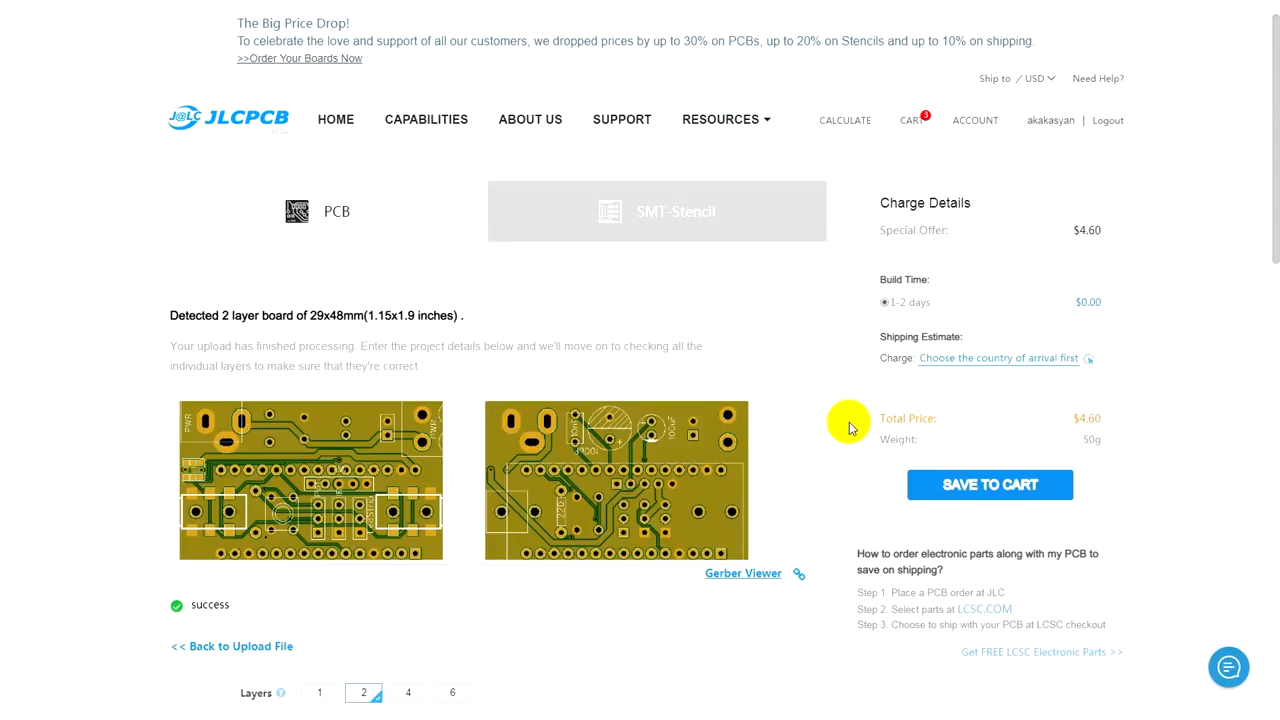 The Big Price Drop!
To celebrate the love and support of all our customers, we dropped prices by up to 30% on PCBs, up to 20% on Stencils and up to 10% on shipping.
>>Order Your Boards Now
Ship to / USD Need Help?
J@LC JLCPCB HOME CAPABILITIES ABOUT US SUPPORT RESOURCES CALCULATE CART 3 ACCOUNT akakasyan | Logout
PCB SMT-Stencil
Charge Details
Special Offer: $4.60
Build Time:
1-2 days $0.00
Detected 2 layer board of 29x48mm(1.15x1.9 inches) .
Your upload has finished processing. Enter the project details below and we'll move on to checking all the
individual layers to make sure that they're correct.
Shipping Estimate:
Charge: Choose the country of arrival first
Total Price: $4.60
Weight: 50g
SAVE TO CART
PWR PWR
100uF
220
Gerber Viewer
success
<< Back to Upload File
Layers 1 2 4 6
How to order electronic parts along with my PCB to
save on shipping?
Step 1. Place a PCB order at JLC
Step 2. Select parts at LCSC.COM
Step 3. Choose to ship with your PCB at LCSC checkout
Get FREE LCSC Electronic Parts >>